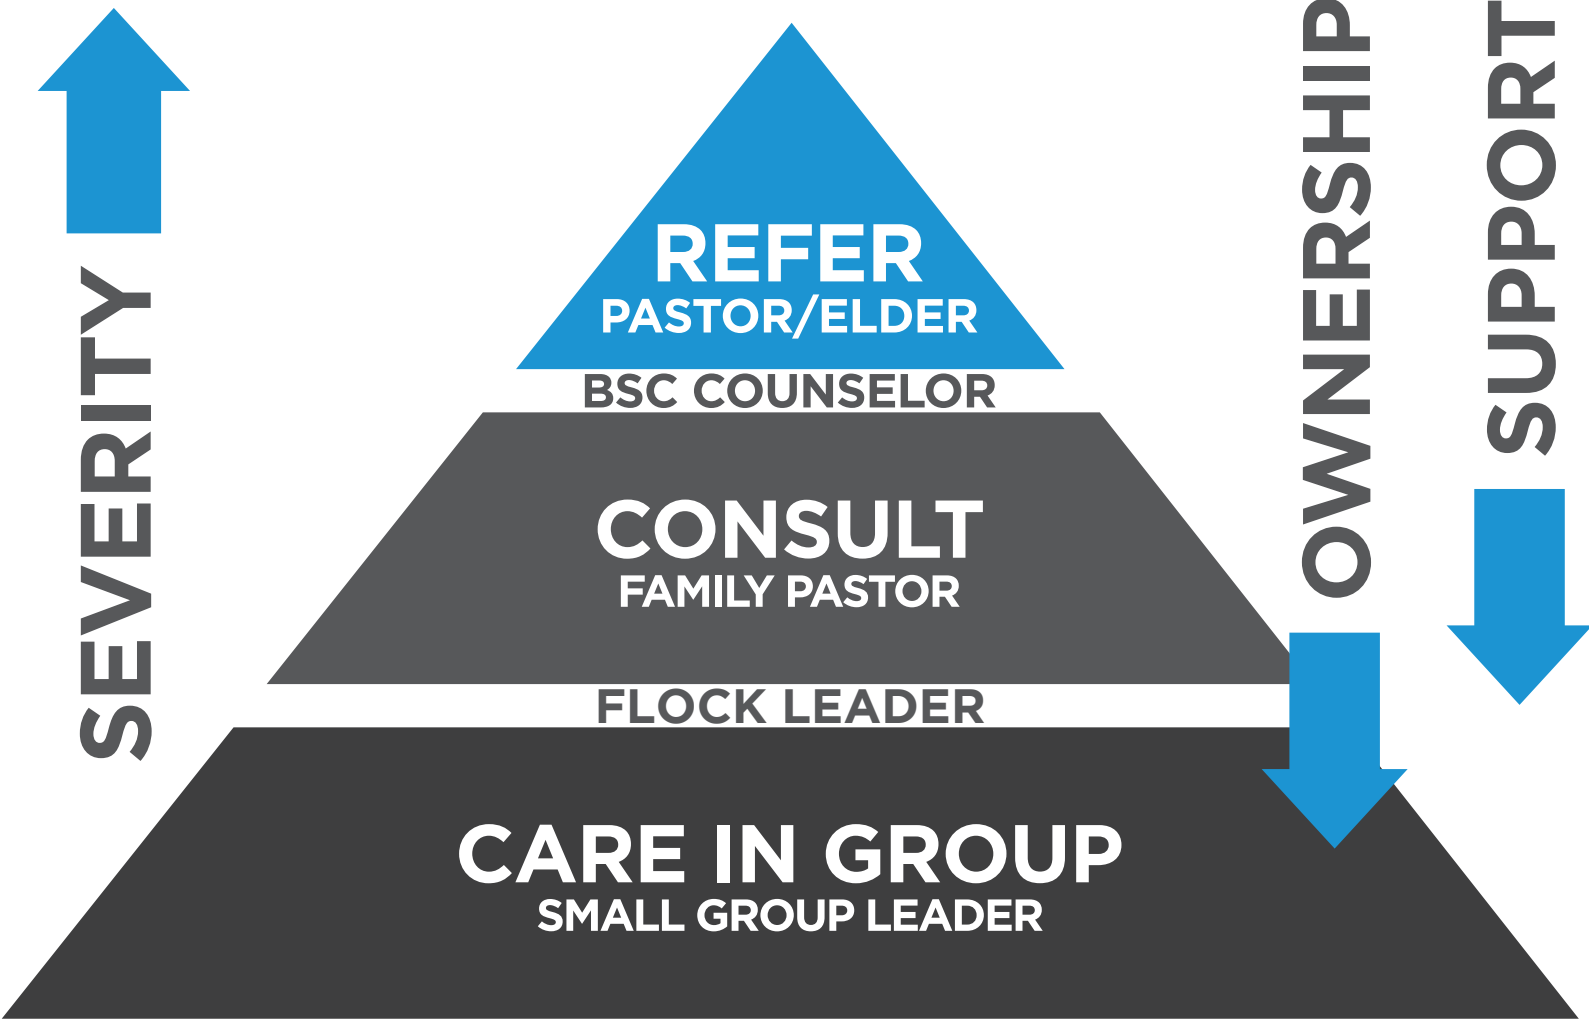 SEVERITY
REFER
PASTOR/ELDER
BSC COUNSELOR
CONSULT
FAMILY PASTOR
FLOCK LEADER
CARE IN GROUP
SMALL GROUP LEADER
OWNERSHIP
SUPPORT